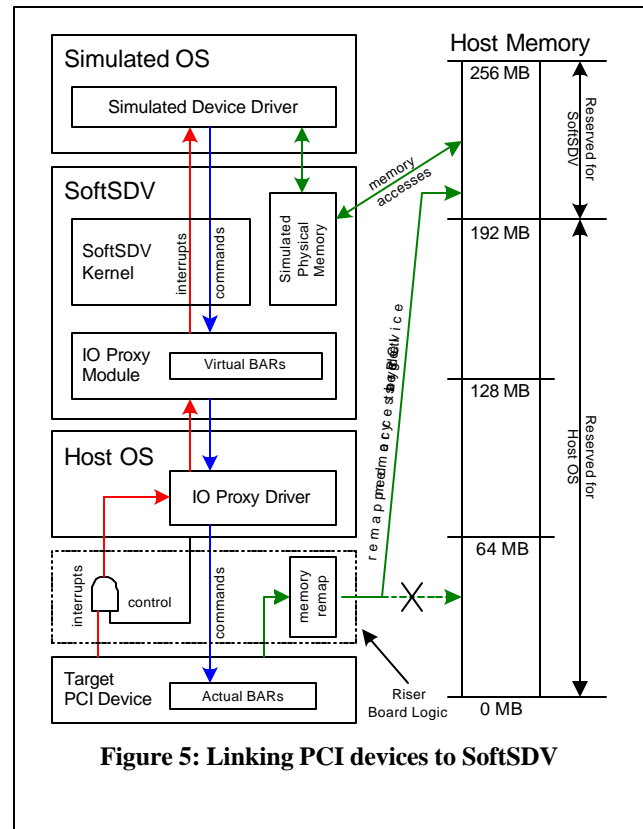 Host Memory
Simulated OS
Simulated Device Driver
256 MB
Reserved for
SoftSDV
memory
accesses
SoftSDV
SoftSDV
Kernel
interrupts
commands
Simulated
Physical
Memory
192 MB
IO Proxy
Module
Virtual BARs
128 MB
Reserved for
Host OS
Host OS
IO Proxy Driver
64 MB
interrupts
control
commands
memory
remap
Target
PCI Device
Actual BARs
Riser
Board Logic
0 MB
Figure 5: Linking PCI devices to SoftSDV